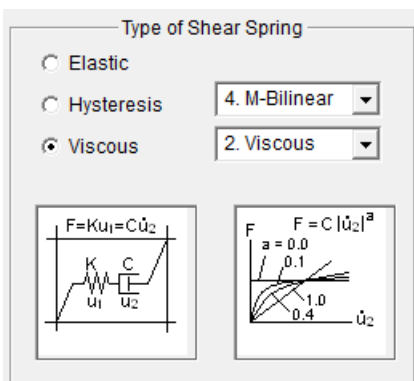 Type of Shear Spring
Elastic
Hysteresis
4. M-Bilinear
Viscous
2. Viscous
F=Ku₁=Cu̇₂
K
C
u₁
u₂
F
F=C|u̇₂|ᵃ
a = 0.0
0.1
1.0
0.4
u̇₂